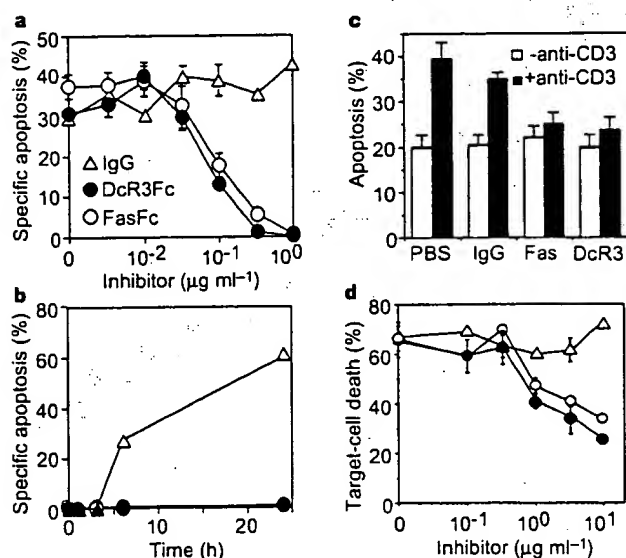 a
Specific apoptosis (%)
50
40
30
20
10
0
IgG
DcR3Fc
FasFc
0 10-2 10-1 100
Inhibitor (μg ml–1)
c
-anti-CD3
+anti-CD3
Apoptosis (%)
40
30
20
10
0
PBS IgG Fas DcR3
b
Specific apoptosis (%)
80
60
40
20
0
0 10 20
Time (h)
d
Target-cell death (%)
80
60
40
20
0
0 10-1 100 101
Inhibitor (μg ml–1)